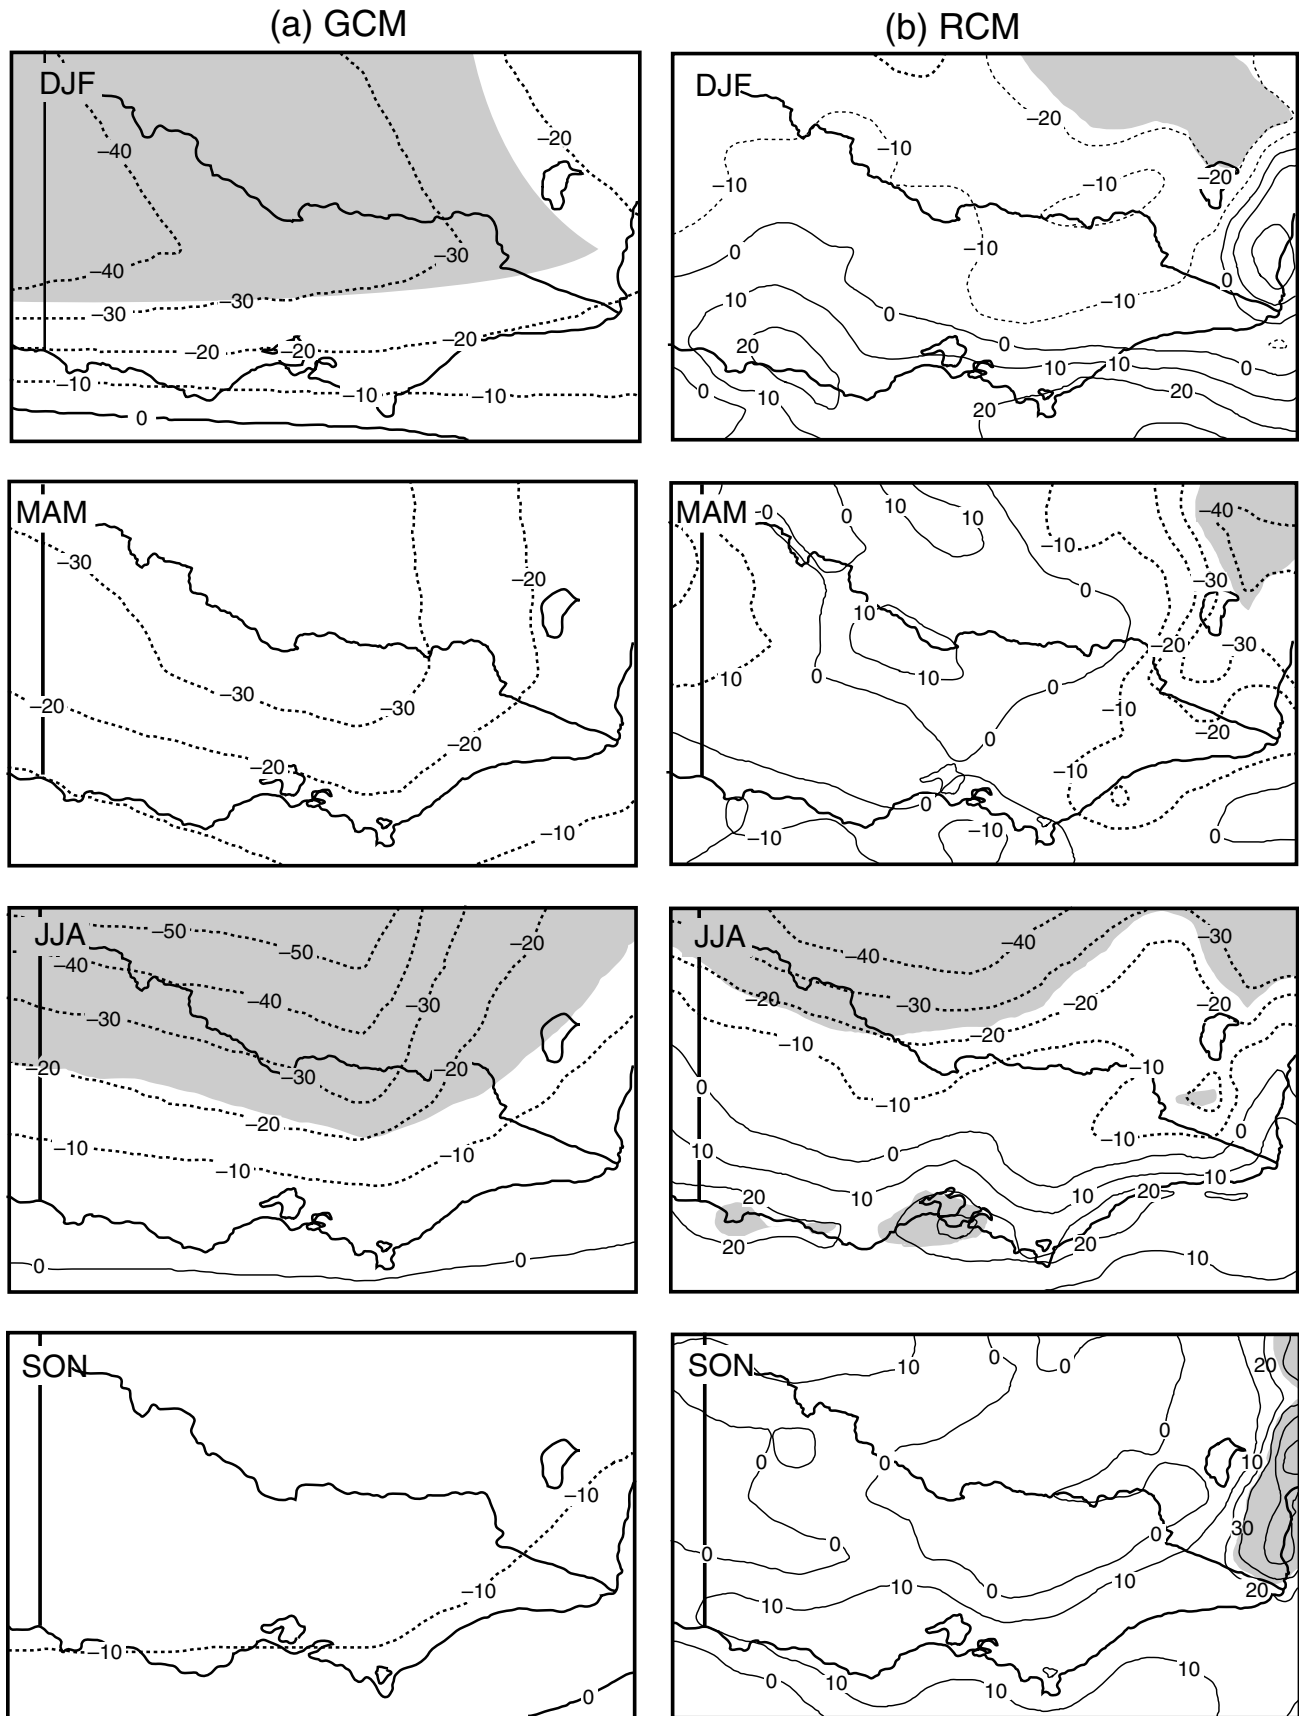 (a) GCM (b) RCM
DJF DJF
−40 −20 −20 −10 −10 −10 −20
−40 −30 −10 0 0
−30 −30 −10 10 0
−20 −20 −20 20 0 10 10 0
−10 −10 −10 0 10 20 20
0
MAM MAM
−30 −20 −0 0 10 10 −10 −40
0 −30
10 −20 −30
−30 −30 10 0 10 0
−20 −20 −10 −20
−20 0 −10
−10 0 −10 −10 0
JJA JJA
−50 −50 −20 −40 −40 −30
−40 −40 −30 −20 −30 −20 −20
−30 −10 −20
−20 −30 −20 0 −10 −10
−20 −10 0
−10 −10 −10 10 0 10
20 10 10 20
0 0 20 20 10
SON SON
10 0 0 20
0
−10 0 0 10
−10 0 0 0 30
10 10 0 10 20
−10 0 10 10 10
0